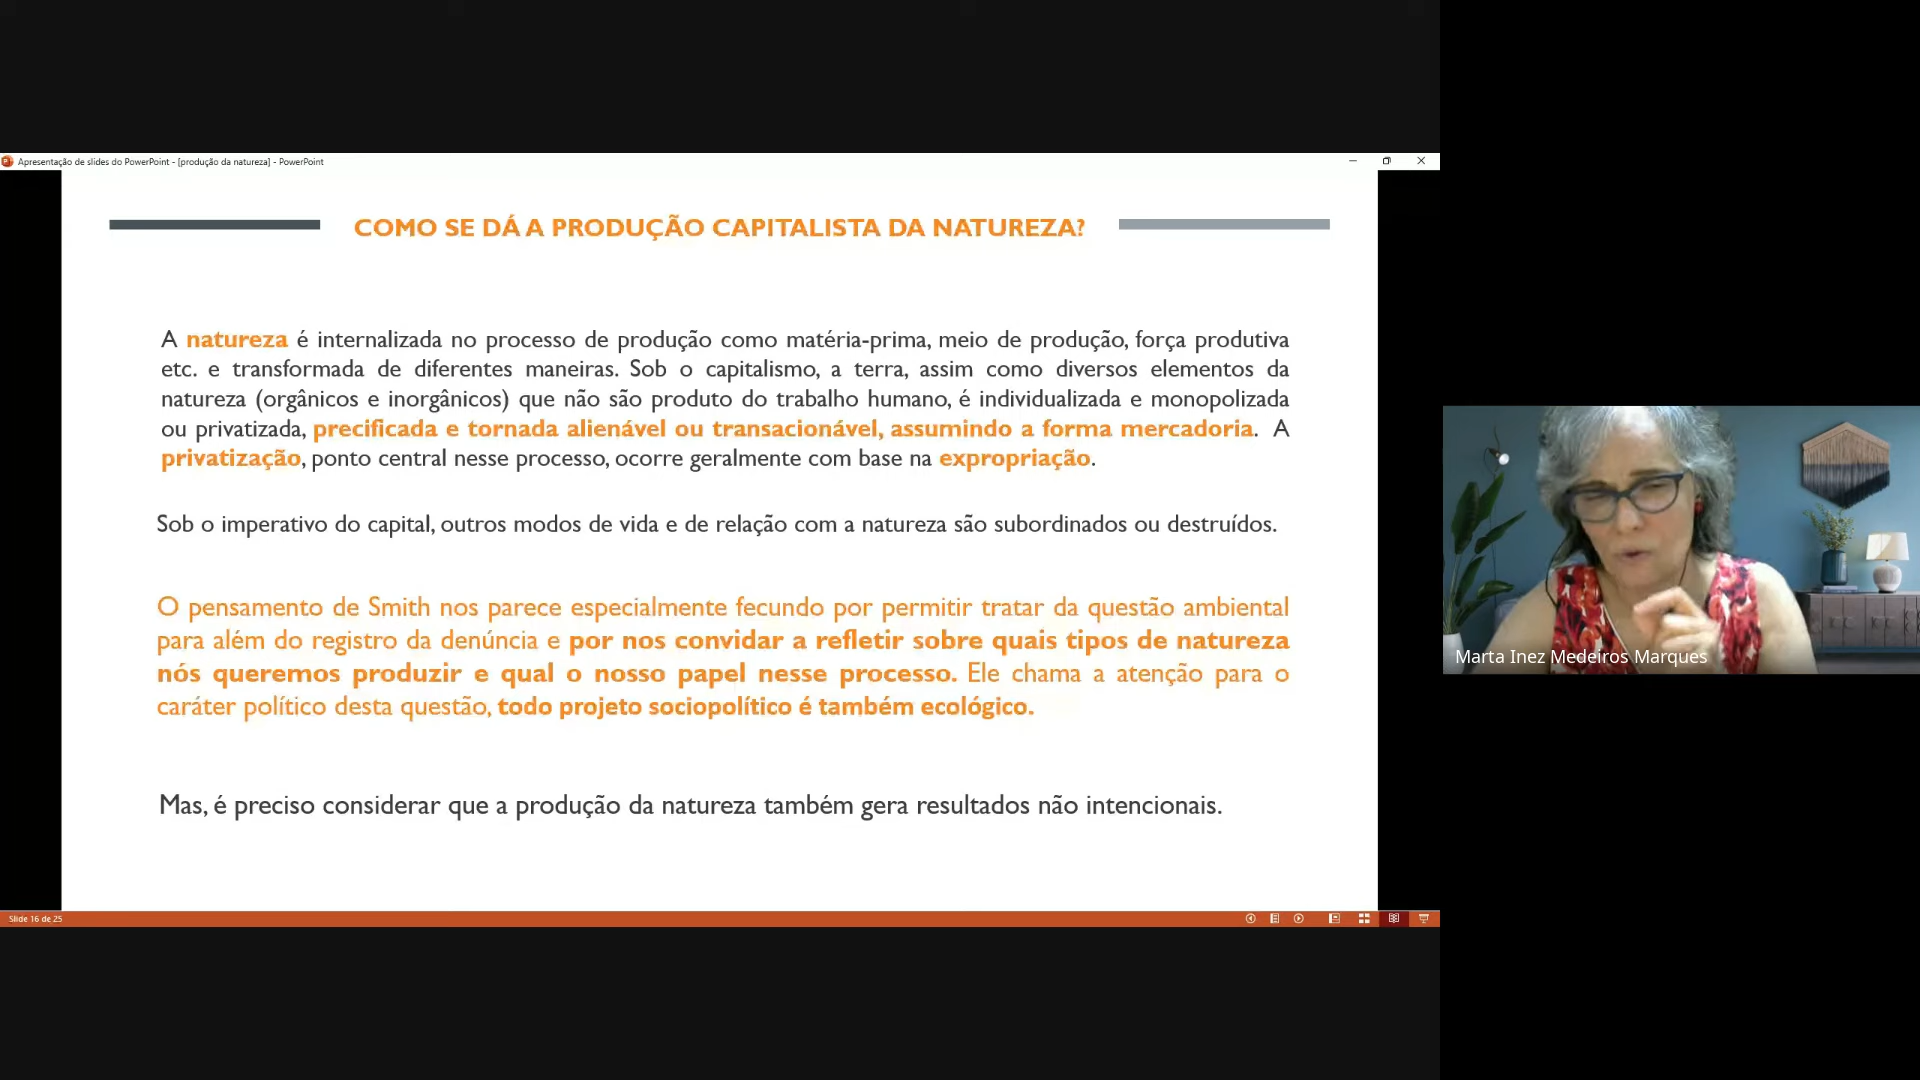 Apresentação de slides do PowerPoint - [produção da natureza] - PowerPoint
COMO SE DÁ A PRODUÇÃO CAPITALISTA DA NATUREZA?
A natureza é internalizada no processo de produção como matéria-prima, meio de produção, força produtiva
etc. e transformada de diferentes maneiras. Sob o capitalismo, a terra, assim como diversos elementos da
natureza (orgânicos e inorgânicos) que não são produto do trabalho humano, é individualizada e monopolizada
ou privatizada, precificada e tornada alienável ou transacionável, assumindo a forma mercadoria. A
privatização, ponto central nesse processo, ocorre geralmente com base na expropriação.
Sob o imperativo do capital, outros modos de vida e de relação com a natureza são subordinados ou destruídos.
O pensamento de Smith nos parece especialmente fecundo por permitir tratar da questão ambiental
para além do registro da denúncia e por nos convidar a refletir sobre quais tipos de natureza
nós queremos produzir e qual o nosso papel nesse processo. Ele chama a atenção para o
caráter político desta questão, todo projeto sociopolítico é também ecológico.
Mas, é preciso considerar que a produção da natureza também gera resultados não intencionais.
Slide 16 de 25
Marta Inez Medeiros Marques